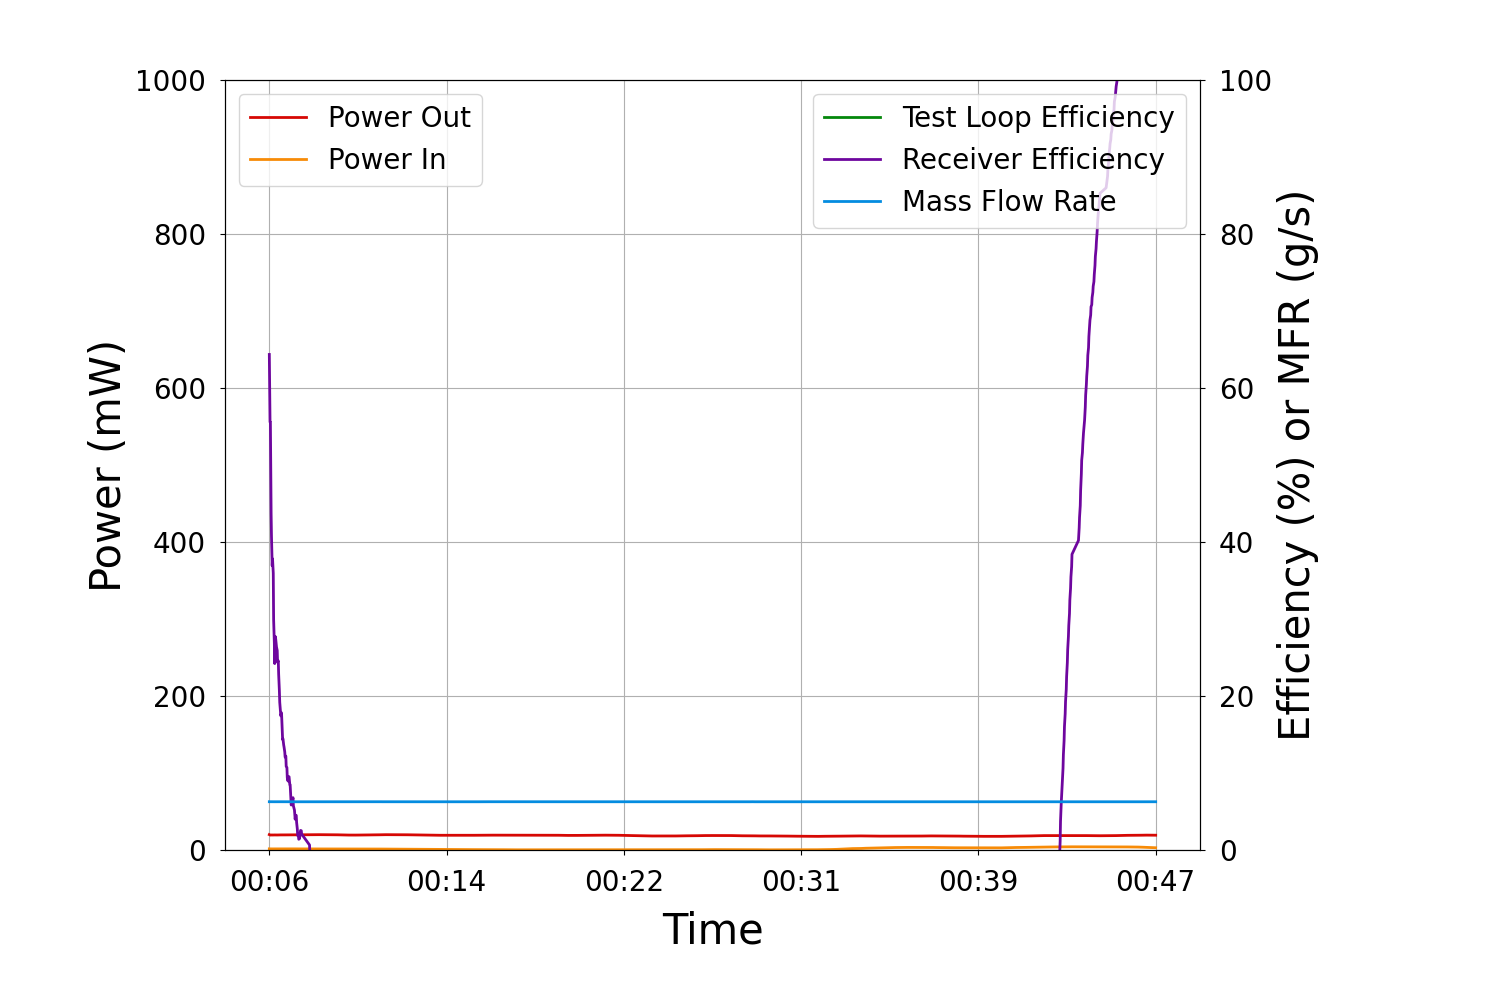 1000
800
600
400
200
0
Power (mW)
Power Out
Power In
Test Loop Efficiency
Receiver Efficiency
Mass Flow Rate
100
80
60
40
20
0
Efficiency (%) or MFR (g/s)
00:06 00:14 00:22 00:31 00:39 00:47
Time